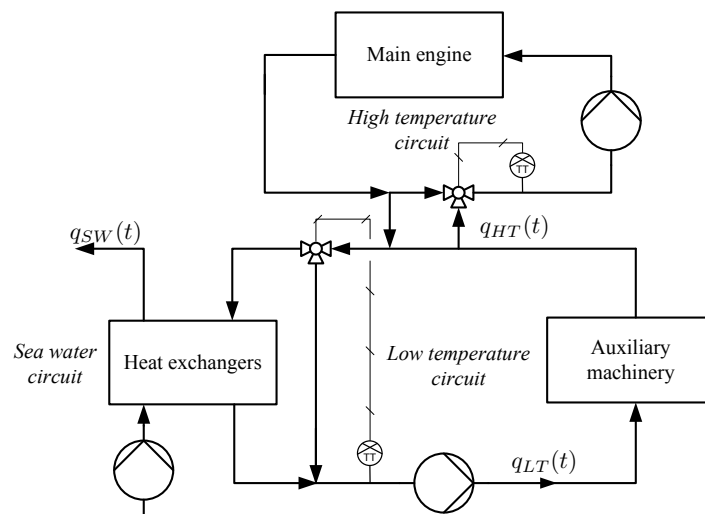 Main engine
High temperature
circuit
TT
q_{SW}(t)
q_{HT}(t)
Sea water
circuit
Heat exchangers
Low temperature
circuit
Auxiliary
machinery
TT
q_{LT}(t)